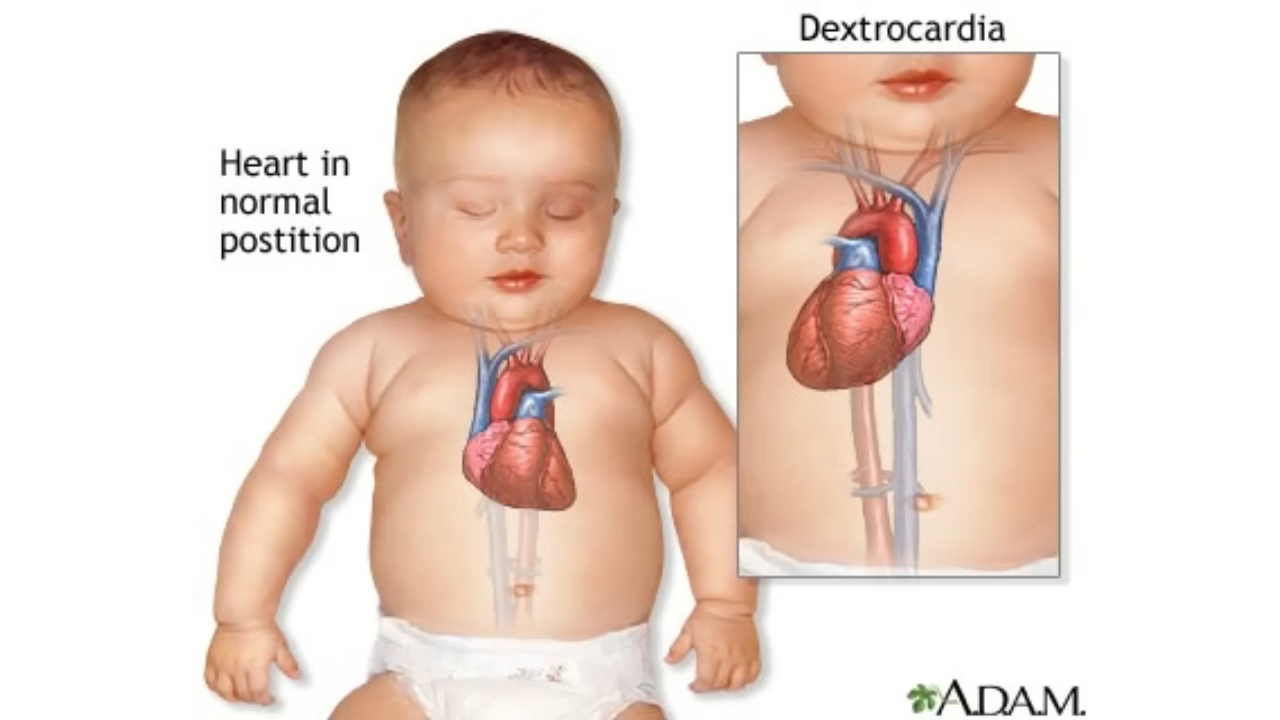 Dextrocardia
Heart in
normal
postition
A.D.A.M.